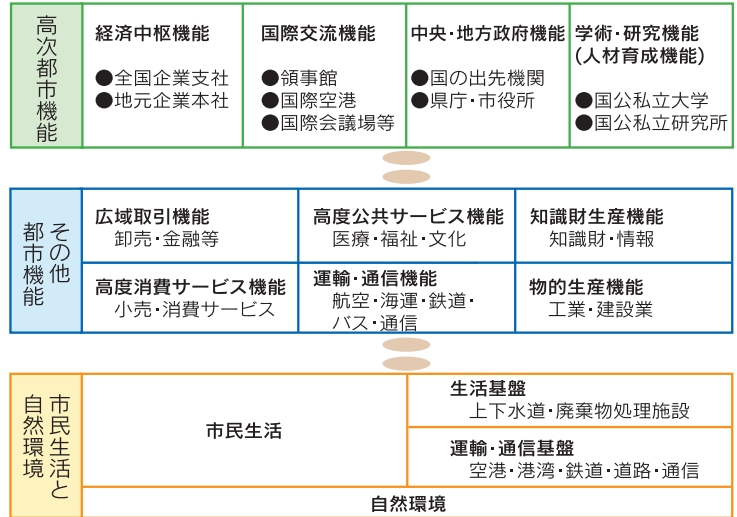 高次都市機能
経済中枢機能
●全国企業支社
●地元企業本社
国際交流機能
●領事館
●国際空港
●国際会議場等
中央・地方政府機能
●国の出先機関
●県庁・市役所
学術・研究機能
(人材育成機能)
●国公私立大学
●国公私立研究所
その他
都市機能
広域取引機能
卸売・金融等
高度公共サービス機能
医療・福祉・文化
知識財生産機能
知識財・情報
高度消費サービス機能
小売・消費サービス
運輸・通信機能
航空・海運・鉄道・
バス・通信
物的生産機能
工業・建設業
市民生活と
自然環境
市民生活
生活基盤
上下水道・廃棄物処理施設
運輸・通信基盤
空港・港湾・鉄道・道路・通信
自然環境